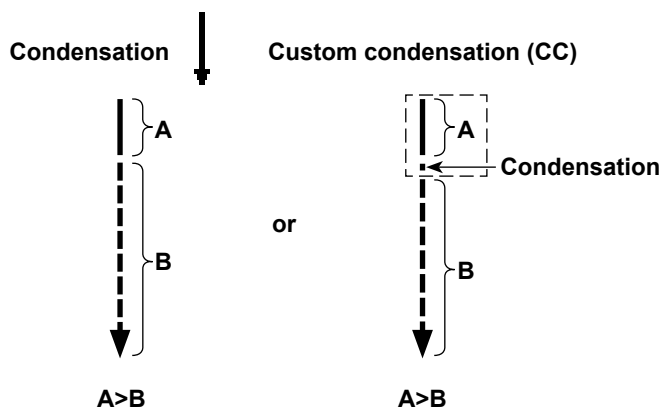 Condensation
Custom condensation (CC)
A
A
Condensation
or
B
B
A>B
A>B